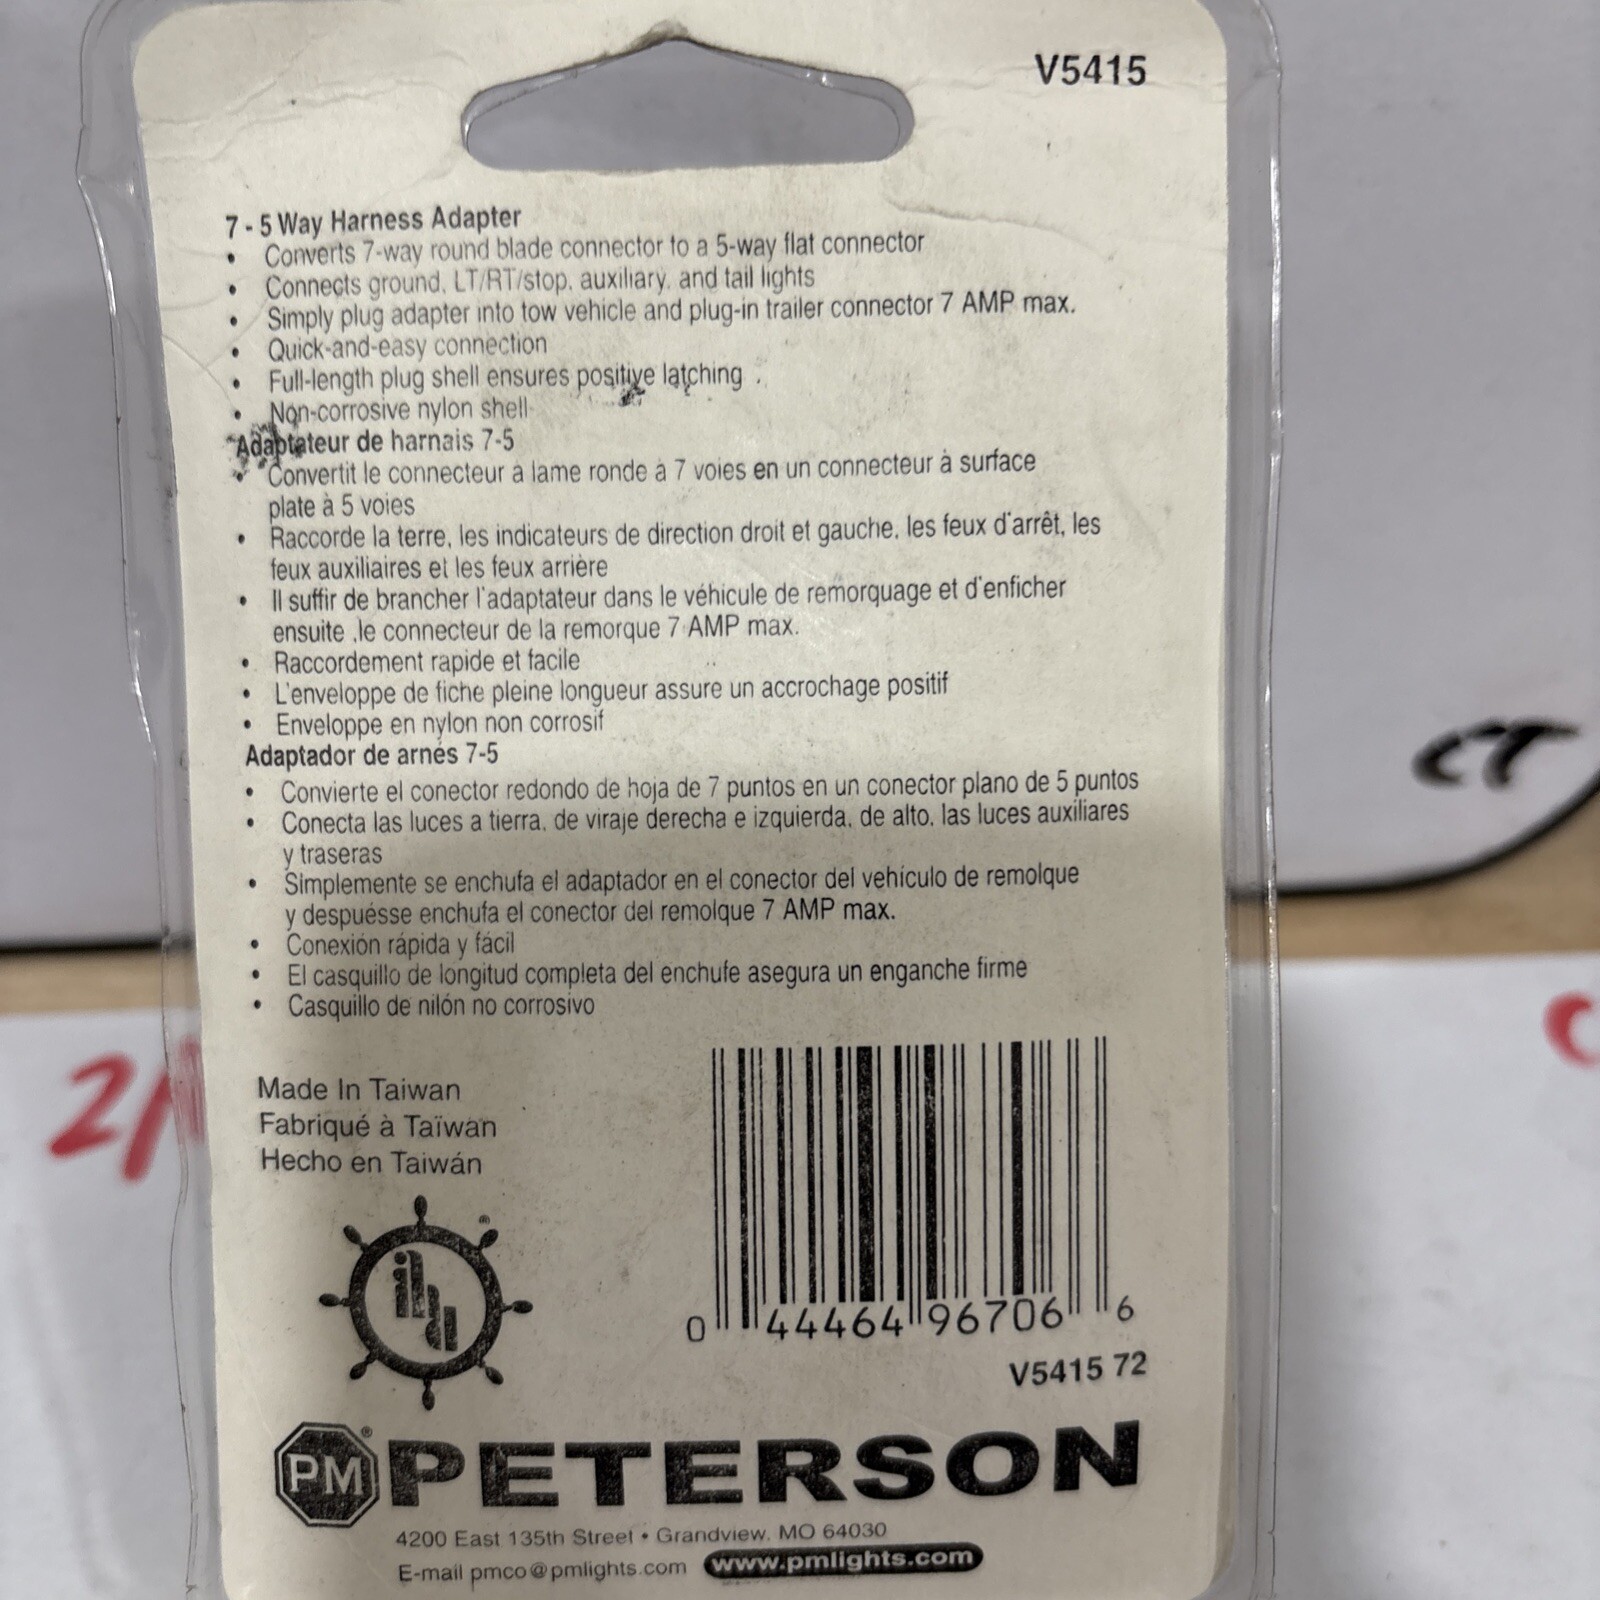 V5415
7 - 5 Way Harness Adapter
• Converts 7-way round blade connector to a 5-way flat connector
• Connects ground, LT/RT/stop, auxiliary, and tail lights
• Simply plug adapter into tow vehicle and plug-in trailer connector 7 AMP max.
• Quick-and-easy connection
• Full-length plug shell ensures positive latching .
• Non-corrosive nylon shell
Adaptateur de harnais 7-5
• Convertit le connecteur à lame ronde à 7 voies en un connecteur à surface
plate à 5 voies
• Raccorde la terre, les indicateurs de direction droit et gauche, les feux d'arrêt, les
feux auxiliaires et les feux arrière
• Il suffir de brancher l'adaptateur dans le véhicule de remorquage et d'enficher
ensuite ,le connecteur de la remorque 7 AMP max.
• Raccordement rapide et facile
• L'enveloppe de fiche pleine longueur assure un accrochage positif
• Enveloppe en nylon non corrosif
Adaptador de arnés 7-5
• Convierte el conector redondo de hoja de 7 puntos en un conector plano de 5 puntos
• Conecta las luces a tierra, de viraje derecha e izquierda, de alto, las luces auxiliares
y traseras
• Simplemente se enchufa el adaptador en el conector del vehículo de remolque
y despuésse enchufa el conector del remolque 7 AMP max.
• Conexión rápida y fácil
• El casquillo de longitud completa del enchufe asegura un enganche firme
• Casquillo de nilón no corrosivo
Made In Taiwan
Fabriqué à Taïwan
Hecho en Taiwán
0 44464 96706 6
V5415 72
PM® PETERSON
4200 East 135th Street • Grandview, MO 64030
E-mail pmco@pmlights.com www.pmlights.com
CT